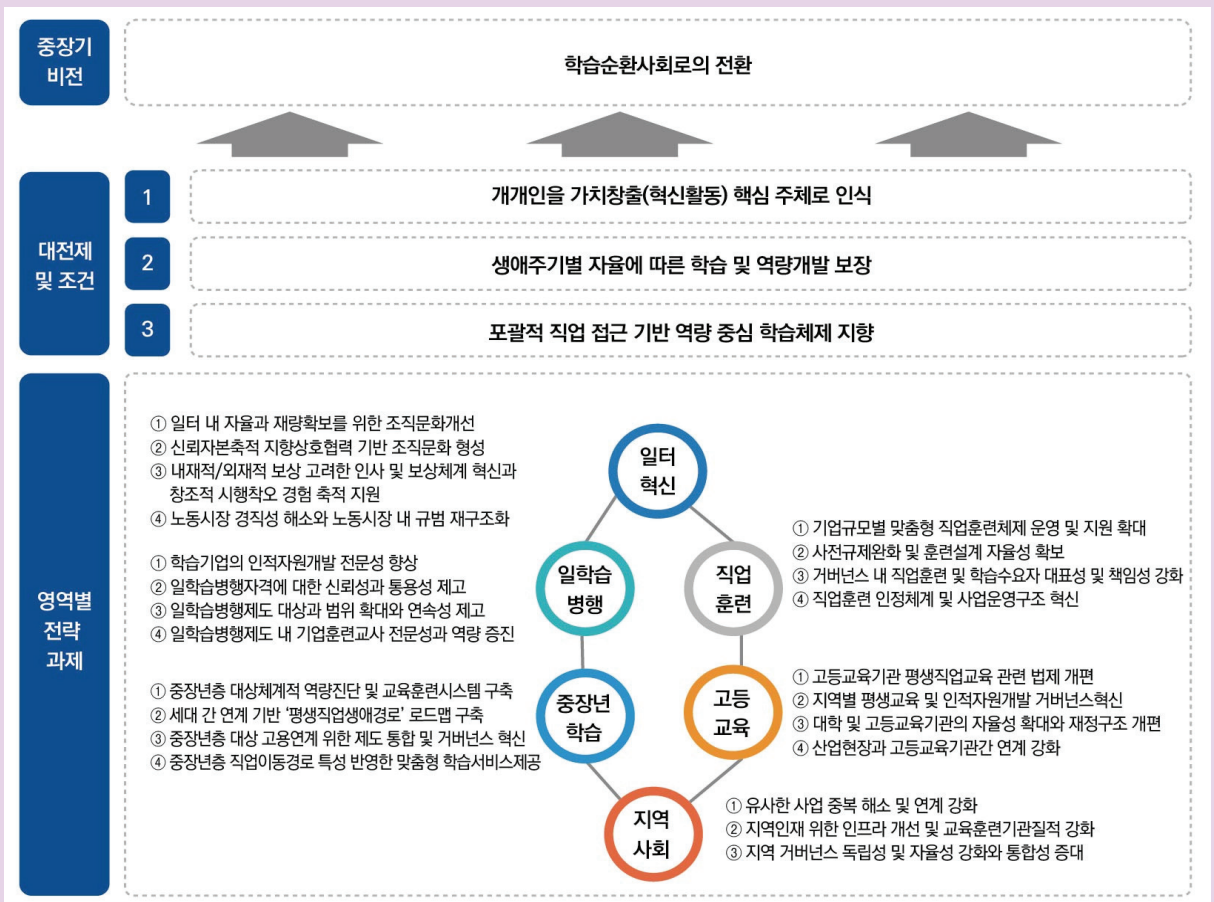 중장기
비전
학습순환사회로의 전환
대전제
및 조건
1
개개인을 가치창출(혁신활동) 핵심 주체로 인식
2
생애주기별 자율에 따른 학습 및 역량개발 보장
3
포괄적 직업 접근 기반 역량 중심 학습체제 지향
영역별
전략
과제
① 일터 내 자율과 재량확보를 위한 조직문화개선
② 신뢰자본축적 지향상호협력 기반 조직문화 형성
③ 내재적/외재적 보상 고려한 인사 및 보상체계 혁신과
창조적 시행착오 경험 축적 지원
④ 노동시장 경직성 해소와 노동시장 내 규범 재구조화
일터
혁신
① 학습기업의 인적자원개발 전문성 향상
② 일학습병행자격에 대한 신뢰성과 통용성 제고
③ 일학습병행제도 대상과 범위 확대와 연속성 제고
④ 일학습병행제도 내 기업훈련교사 전문성과 역량 증진
일학습
병행
직업
훈련
① 기업규모별 맞춤형 직업훈련체제 운영 및 지원 확대
② 사전규제완화 및 훈련설계 자율성 확보
③ 거버넌스 내 직업훈련 및 학습수요자 대표성 및 책임성 강화
④ 직업훈련 인정체계 및 사업운영구조 혁신
① 중장년층 대상체계적 역량진단 및 교육훈련시스템 구축
② 세대 간 연계 기반 ‘평생직업생애경로’ 로드맵 구축
③ 중장년층 대상 고용연계 위한 제도 통합 및 거버넌스 혁신
④ 중장년층 직업이동경로 특성 반영한 맞춤형 학습서비스제공
중장년
학습
고등
교육
① 고등교육기관 평생직업교육 관련 법제 개편
② 지역별 평생교육 및 인적자원개발 거버넌스혁신
③ 대학 및 고등교육기관의 자율성 확대와 재정구조 개편
④ 산업현장과 고등교육기관간 연계 강화
지역
사회
① 유사한 사업 중복 해소 및 연계 강화
② 지역인재 위한 인프라 개선 및 교육훈련기관질적 강화
③ 지역 거버넌스 독립성 및 자율성 강화와 통합성 증대